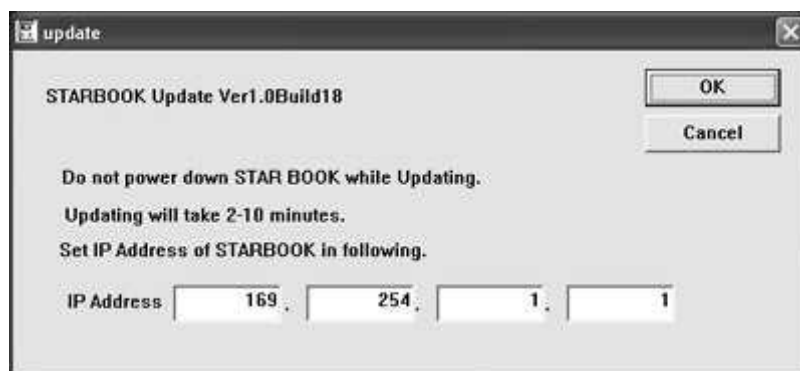 update
STARBOOK Update Ver1.0Build18
OK
Cancel
Do not power down STAR BOOK while Updating.
Updating will take 2-10 minutes.
Set IP Address of STARBOOK in following.
IP Address 169. 254. 1. 1